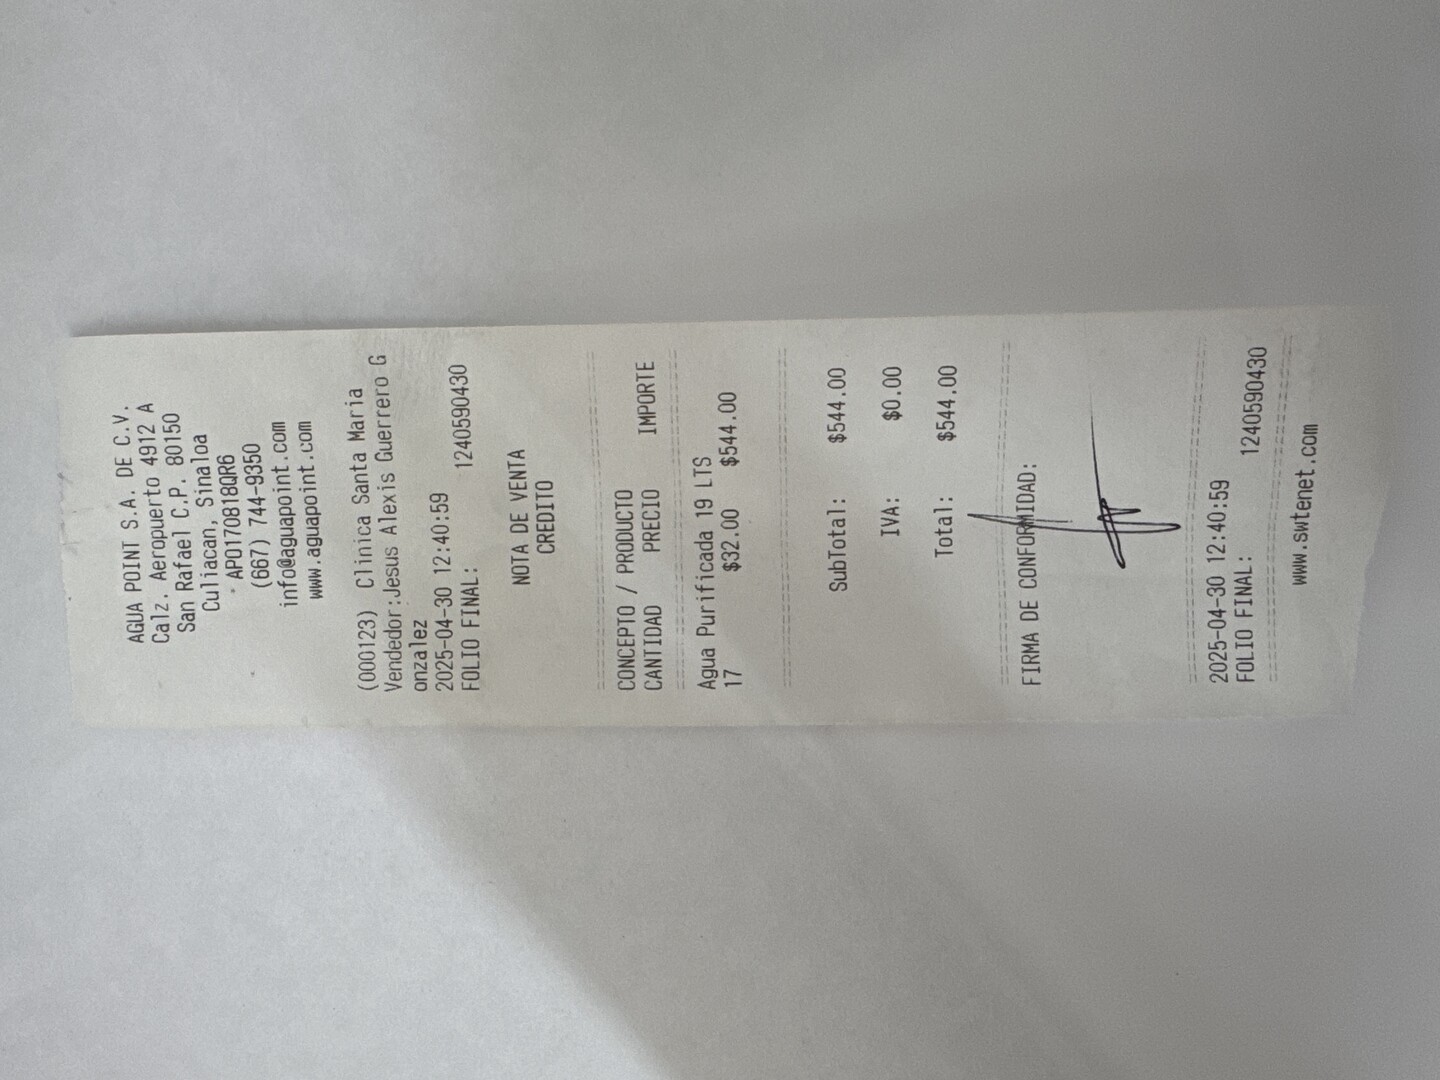 AGUA POINT S.A. DE C.V.
Calz. Aeropuerto 4912 A
San Rafael C.P. 80150
Culiacan, Sinaloa
APO170818QR6
(667) 744-9350
info@aguapoint.com
www.aguapoint.com
(000123) Clinica Santa Maria
Vendedor:Jesus Alexis Guerrero G
onzalez
2025-04-30 12:40:59
FOLIO FINAL: 1240590430
NOTA DE VENTA
CREDITO
CONCEPTO / PRODUCTO
CANTIDAD PRECIO IMPORTE
Agua Purificada 19 LTS
17 $32.00 $544.00
SubTotal: $544.00
IVA: $0.00
Total: $544.00
FIRMA DE CONFORMIDAD:
2025-04-30 12:40:59
FOLIO FINAL: 1240590430
www.swtenet.com